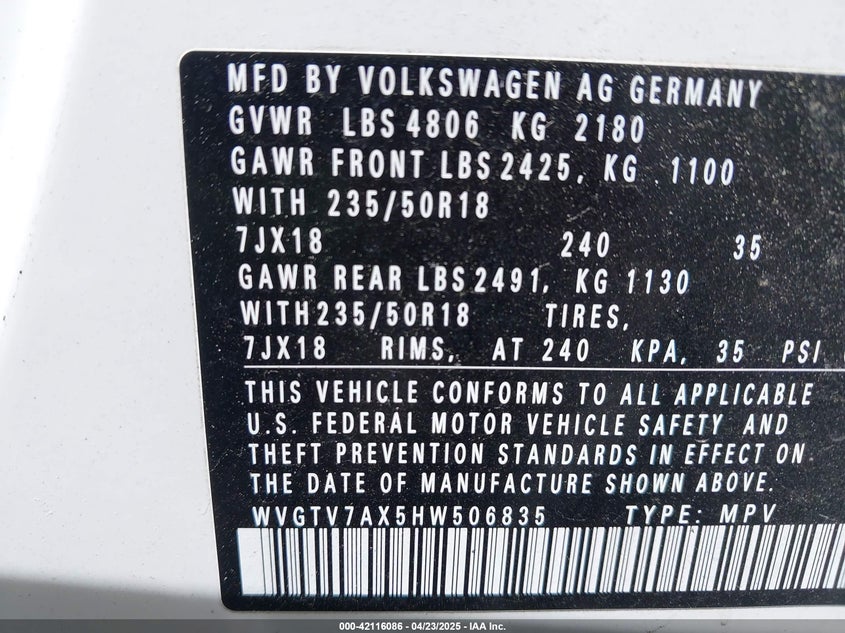 MFD BY VOLKSWAGEN AG GERMANY
GVWR LBS 4806 KG 2180
GAWR FRONT LBS 2425, KG 1100
WITH 235/50R18
7JX18 240 35
GAWR REAR LBS 2491, KG 1130
WITH 235/50R18 TIRES,
7JX18 RIMS, AT 240 KPA, 35 PSI
THIS VEHICLE CONFORMS TO ALL APPLICABLE
U.S. FEDERAL MOTOR VEHICLE SAFETY AND
THEFT PREVENTION STANDARDS IN EFFECT ON
THE DATE OF MANUFACTURE SHOWN ABOVE.
WVGTV7AX5HW506835 TYPE: MPV
000-42116086 - 04/23/2025 - IAA Inc.